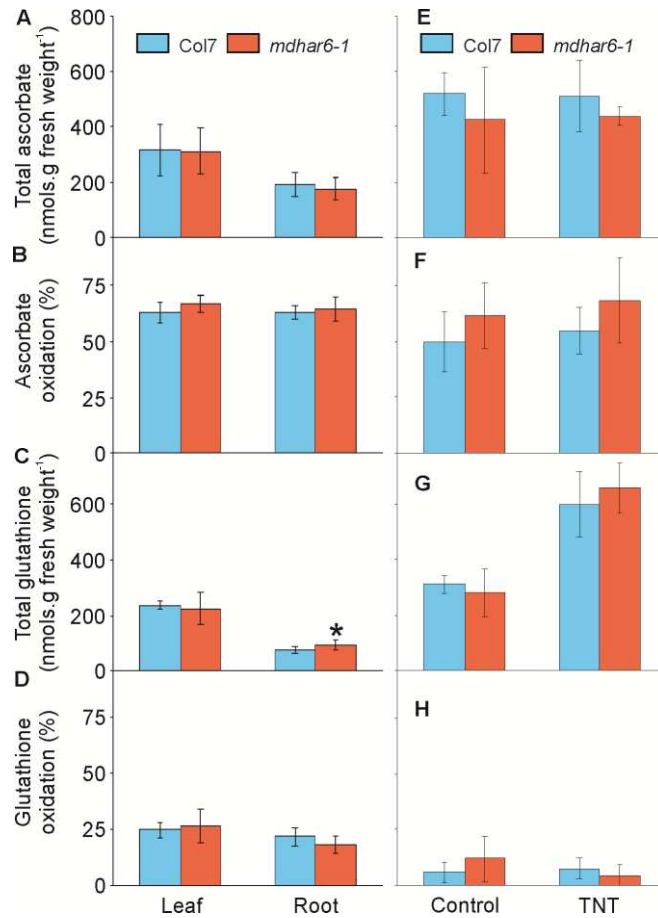 A
Total ascorbate
(nmols.g fresh weight⁻¹)
800
600
400
200
0
Col7 mdhar6-1
B
Ascorbate
oxidation (%)
75
50
25
0
C
Total glutathione
(nmols.g fresh weight⁻¹)
600
400
200
0
*
D
Glutathione
oxidation (%)
75
50
25
0
Leaf Root
E
Col7 mdhar6-1
F
G
H
Control TNT